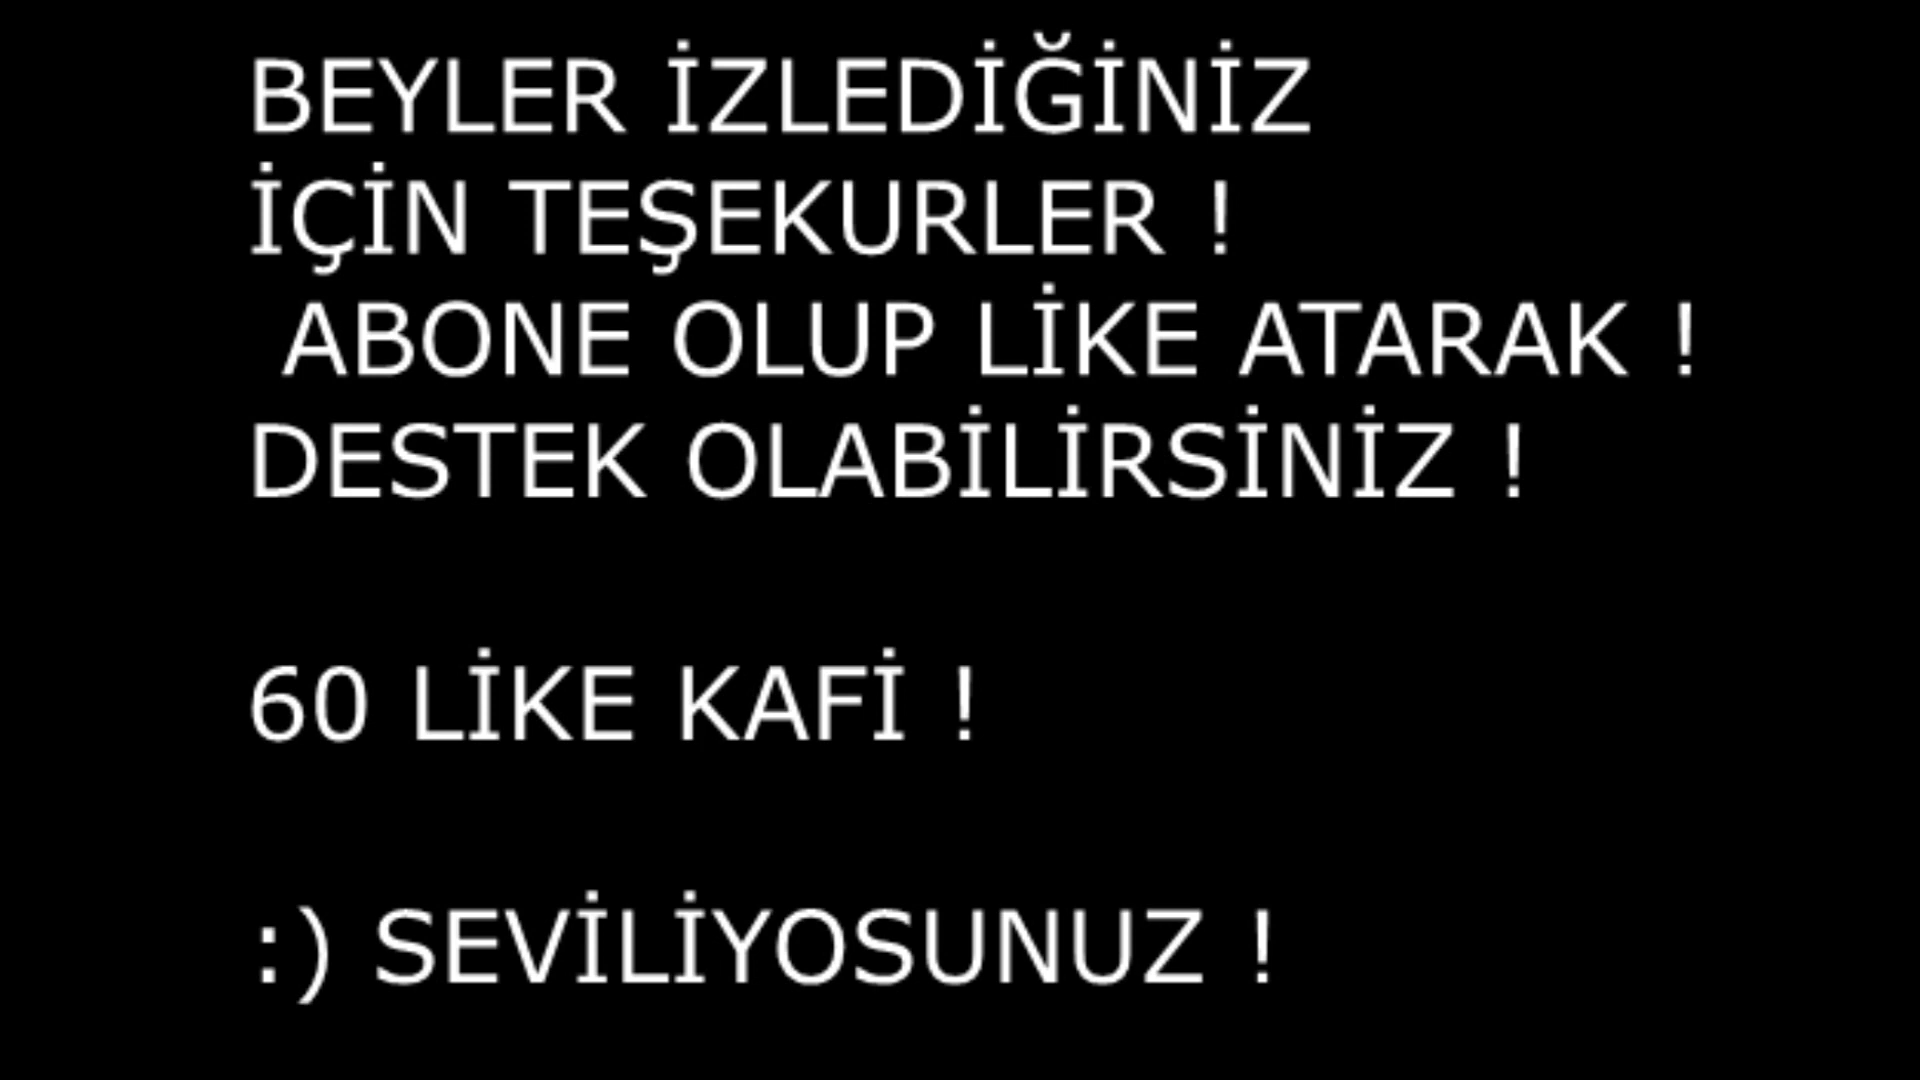 BEYLER İZLEDİĞİNİZ
İÇİN TEŞEKURLER !
ABONE OLUP LİKE ATARAK !
DESTEK OLABİLİRSİNİZ !
60 LİKE KAFİ !
:) SEVİLİYOSUNUZ !